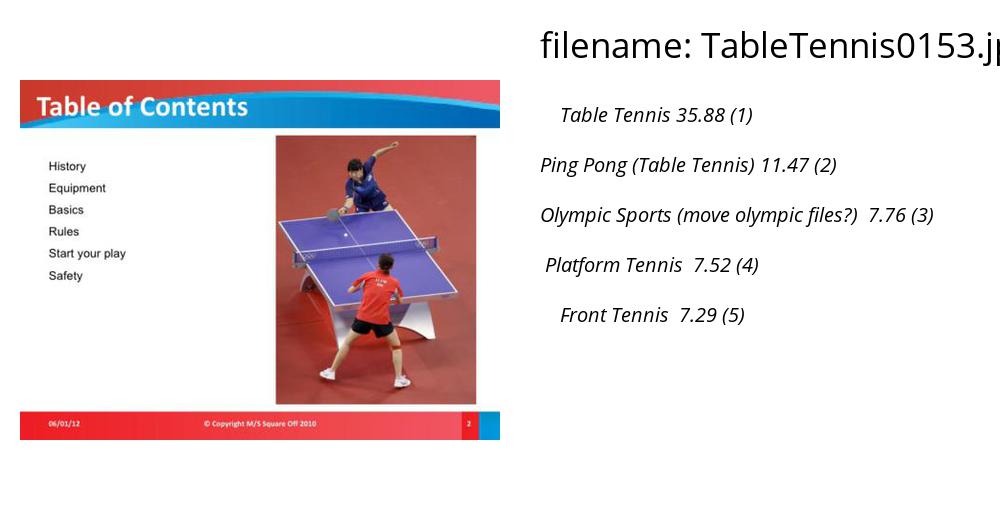 filename: TableTennis0153.jp
Table of Contents
Table Tennis 35.88 (1)
History
Ping Pong (Table Tennis) 11.47 (2)
Equipment
Basics
Olympic Sports (move olympic files?) 7.76 (3)
Rules
Start your play
Platform Tennis 7.52 (4)
Safety
Front Tennis 7.29 (5)
06/01/12
© Copyright M/S Square Off 2010
2